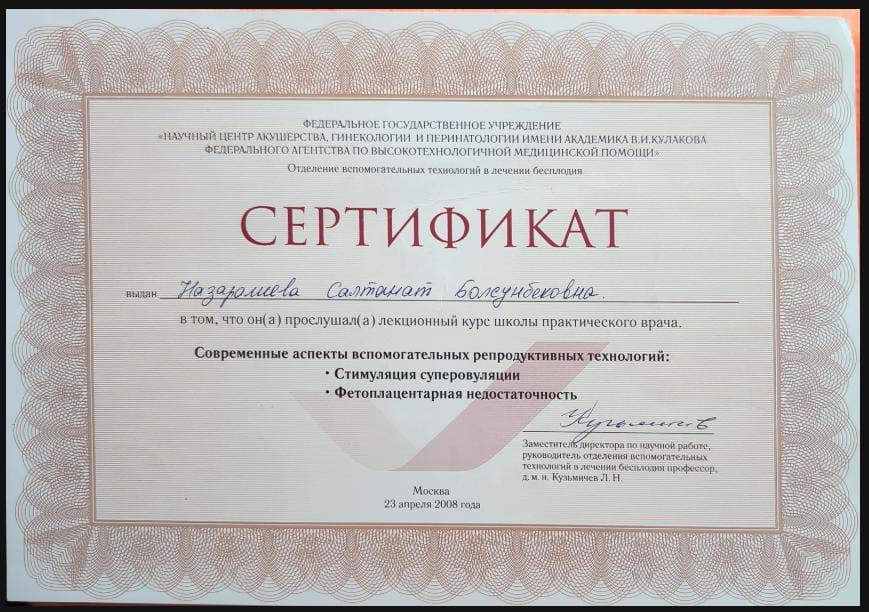 ФЕДЕРАЛЬНОЕ ГОСУДАРСТВЕННОЕ УЧРЕЖДЕНИЕ
«НАУЧНЫЙ ЦЕНТР АКУШЕРСТВА, ГИНЕКОЛОГИИ И ПЕРИНАТОЛОГИИ ИМЕНИ АКАДЕМИКА В.И.КУЛАКОВА
ФЕДЕРАЛЬНОГО АГЕНТСТВА ПО ВЫСОКОТЕХНОЛОГИЧНОЙ МЕДИЦИНСКОЙ ПОМОЩИ»
Отделение вспомогательных технологий в лечении бесплодия
СЕРТИФИКАТ
выдан Назаралиева Салтанат Болсунбековна.
в том, что он(а) прослушал(а) лекционный курс школы практического врача.
Современные аспекты вспомогательных репродуктивных технологий:
• Стимуляция суперовуляции
• Фетоплацентарная недостаточность
Заместитель директора по научной работе,
руководитель отделения вспомогательных
технологий в лечении бесплодия профессор,
д. м. н. Кузьмичев Л. Н.
Москва
23 апреля 2008 года